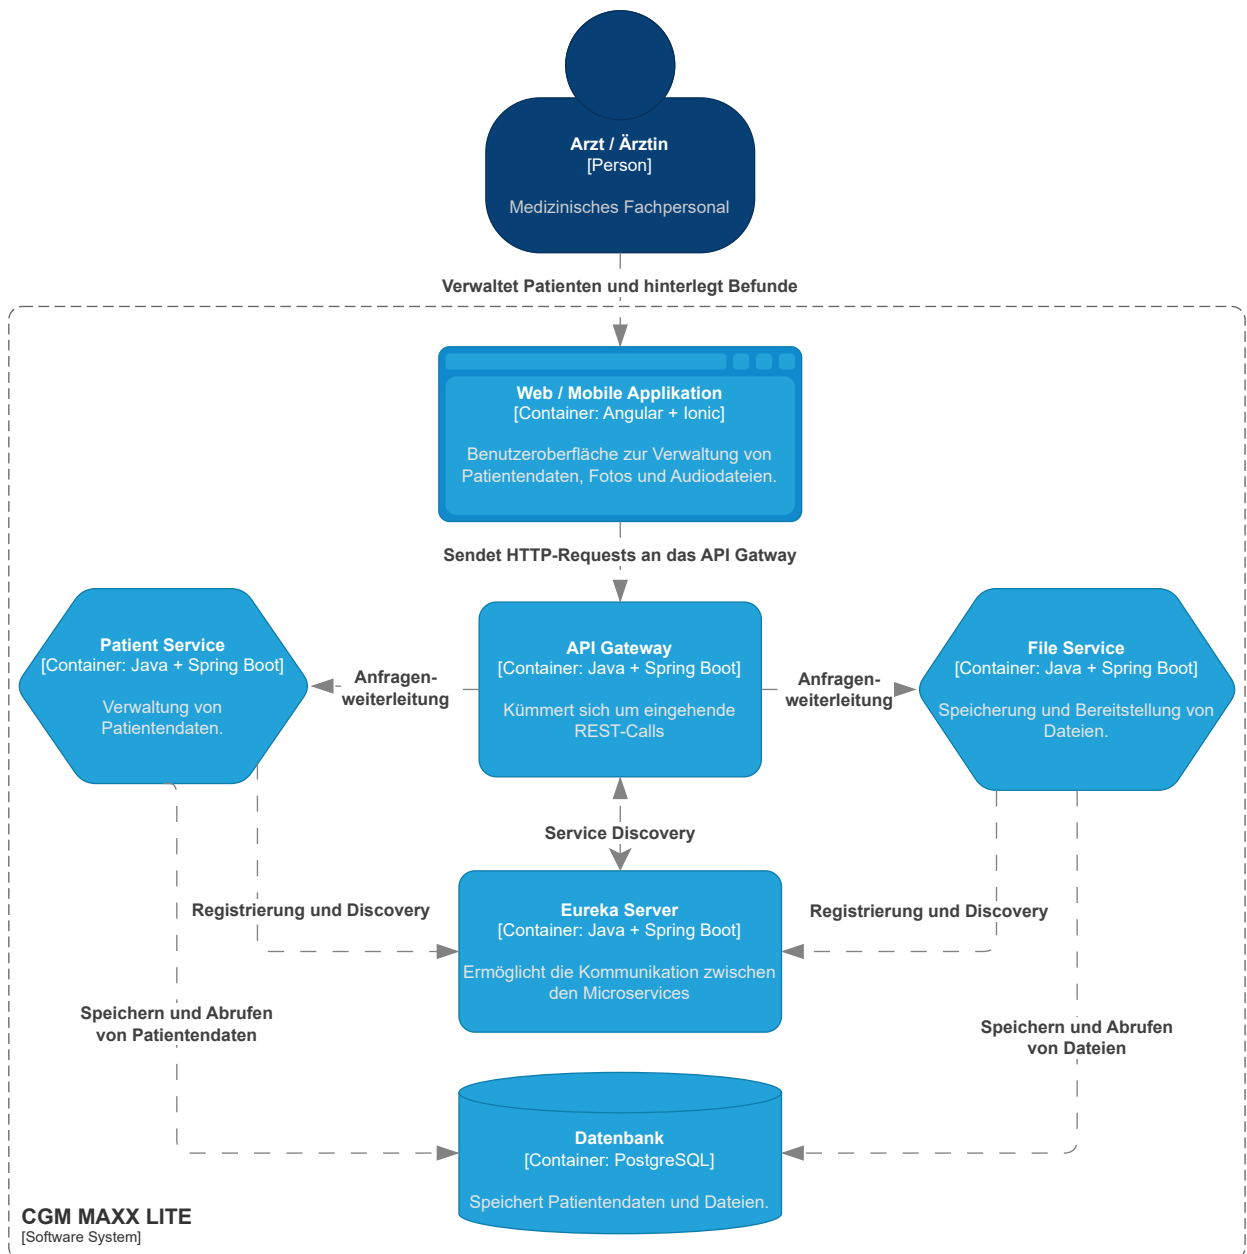 Arzt / Ärztin
[Person]
Medizinisches Fachpersonal
Verwaltet Patienten und hinterlegt Befunde
Web / Mobile Applikation
[Container: Angular + Ionic]
Benutzeroberfläche zur Verwaltung von
Patientendaten, Fotos und Audiodateien.
Sendet HTTP-Requests an das API Gatway
Patient Service
[Container: Java + Spring Boot]
Verwaltung von
Patientendaten.
Anfragen-
weiterleitung
API Gateway
[Container: Java + Spring Boot]
Kümmert sich um eingehende
REST-Calls
Anfragen-
weiterleitung
File Service
[Container: Java + Spring Boot]
Speicherung und Bereitstellung von
Dateien.
Service Discovery
Registrierung und Discovery
Eureka Server
[Container: Java + Spring Boot]
Ermöglicht die Kommunikation zwischen
den Microservices
Registrierung und Discovery
Speichern und Abrufen
von Patientendaten
Speichern und Abrufen
von Dateien
Datenbank
[Container: PostgreSQL]
Speichert Patientendaten und Dateien.
CGM MAXX LITE
[Software System]